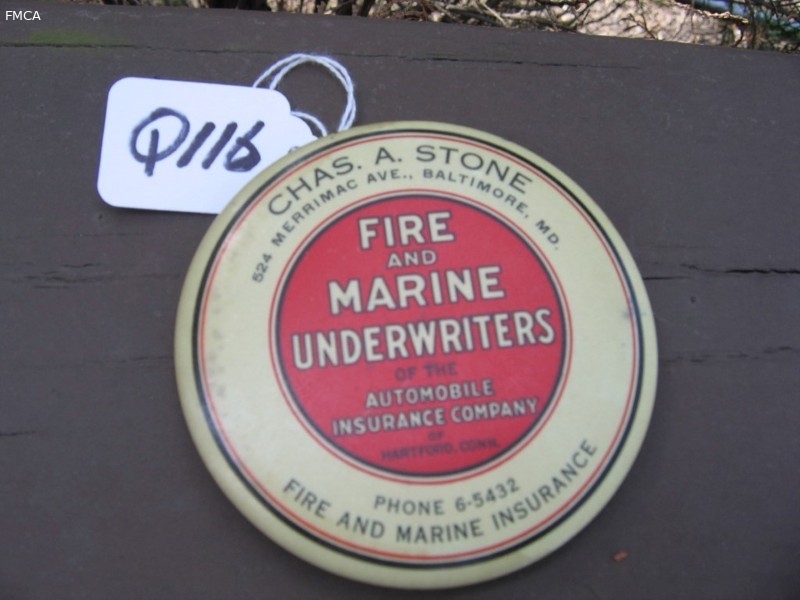 FMCA
Q116
CHAS. A. STONE
524 MERRIMAC AVE., BALTIMORE, MD.
FIRE
AND
MARINE
UNDERWRITERS
OF THE
AUTOMOBILE
INSURANCE COMPANY
OF
HARTFORD, CONN.
PHONE 6-5432
FIRE AND MARINE INSURANCE